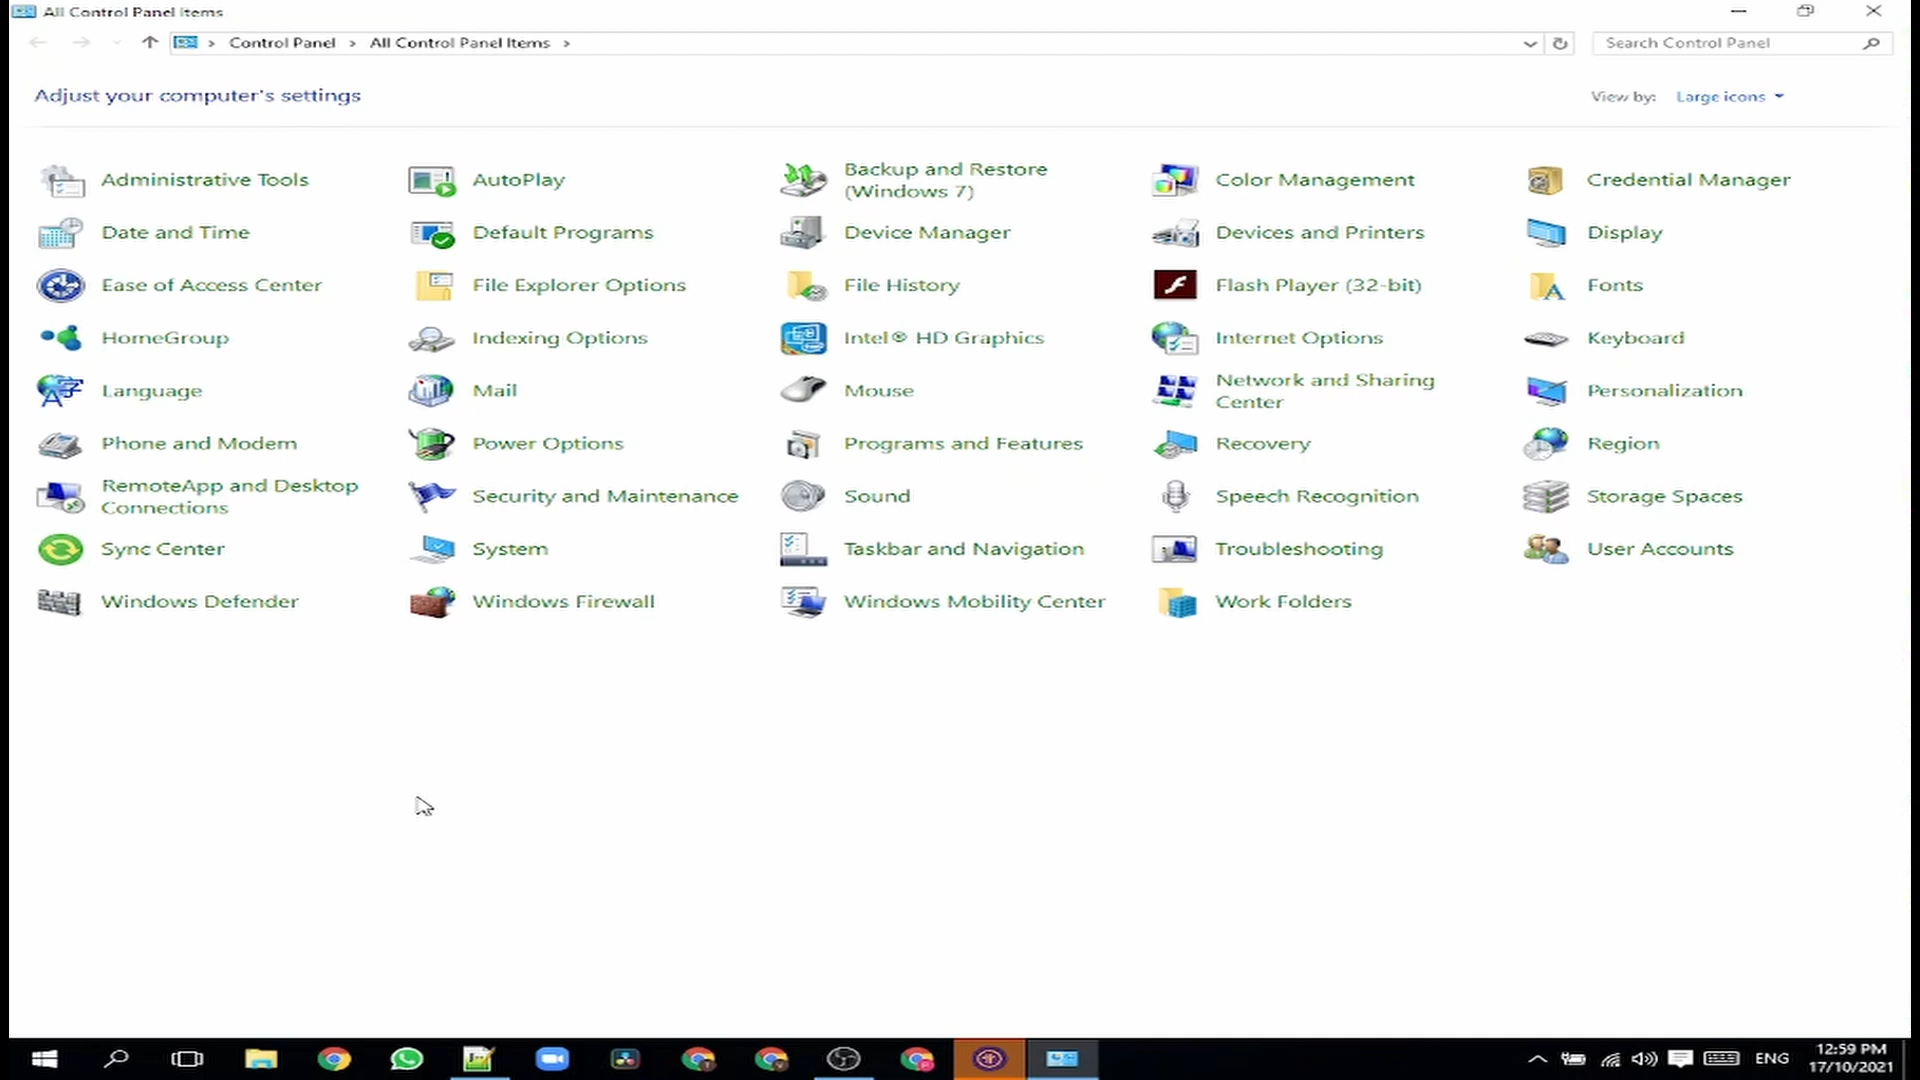 All Control Panel Items
Control Panel > All Control Panel Items >
Search Control Panel
Adjust your computer's settings
View by: Large icons
Administrative Tools
AutoPlay
Backup and Restore
(Windows 7)
Color Management
Credential Manager
Date and Time
Default Programs
Device Manager
Devices and Printers
Display
Ease of Access Center
File Explorer Options
File History
Flash Player (32-bit)
Fonts
HomeGroup
Indexing Options
Intel® HD Graphics
Internet Options
Keyboard
Language
Mail
Mouse
Network and Sharing
Center
Personalization
Phone and Modem
Power Options
Programs and Features
Recovery
Region
RemoteApp and Desktop
Connections
Security and Maintenance
Sound
Speech Recognition
Storage Spaces
Sync Center
System
Taskbar and Navigation
Troubleshooting
User Accounts
Windows Defender
Windows Firewall
Windows Mobility Center
Work Folders
ENG
12:59 PM
17/10/2021